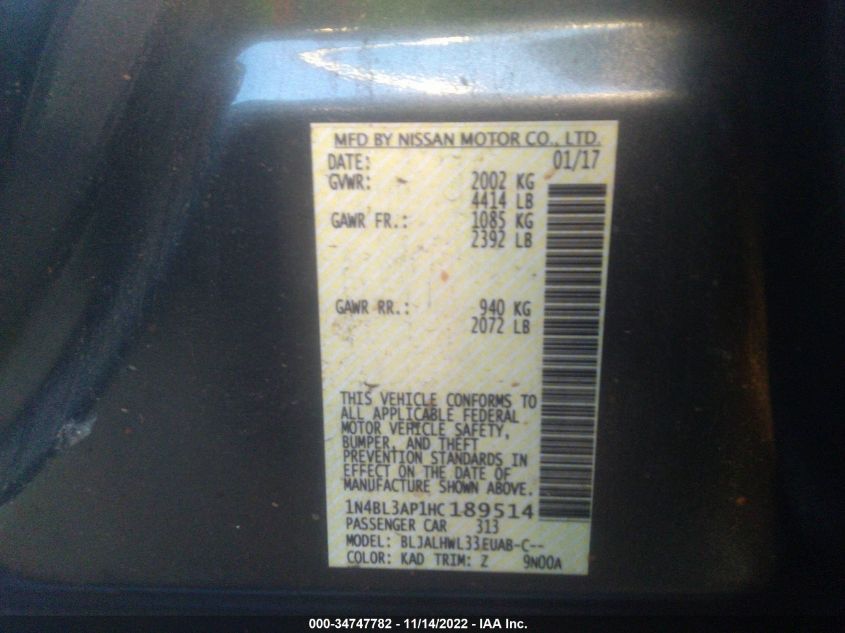 MFD BY NISSAN MOTOR CO., LTD.
DATE: 01/17
GVWR: 2002 KG
4414 LB
GAWR FR.: 1085 KG
2392 LB
GAWR RR.: 940 KG
2072 LB
THIS VEHICLE CONFORMS TO
ALL APPLICABLE FEDERAL
MOTOR VEHICLE SAFETY,
BUMPER, AND THEFT
PREVENTION STANDARDS IN
EFFECT ON THE DATE OF
MANUFACTURE SHOWN ABOVE.
1N4BL3AP1HC189514
PASSENGER CAR 313
MODEL: BLJALHWL33EUAB-C--
COLOR: KAD TRIM: Z 9N00A
000-34747782 - 11/14/2022 - IAA Inc.